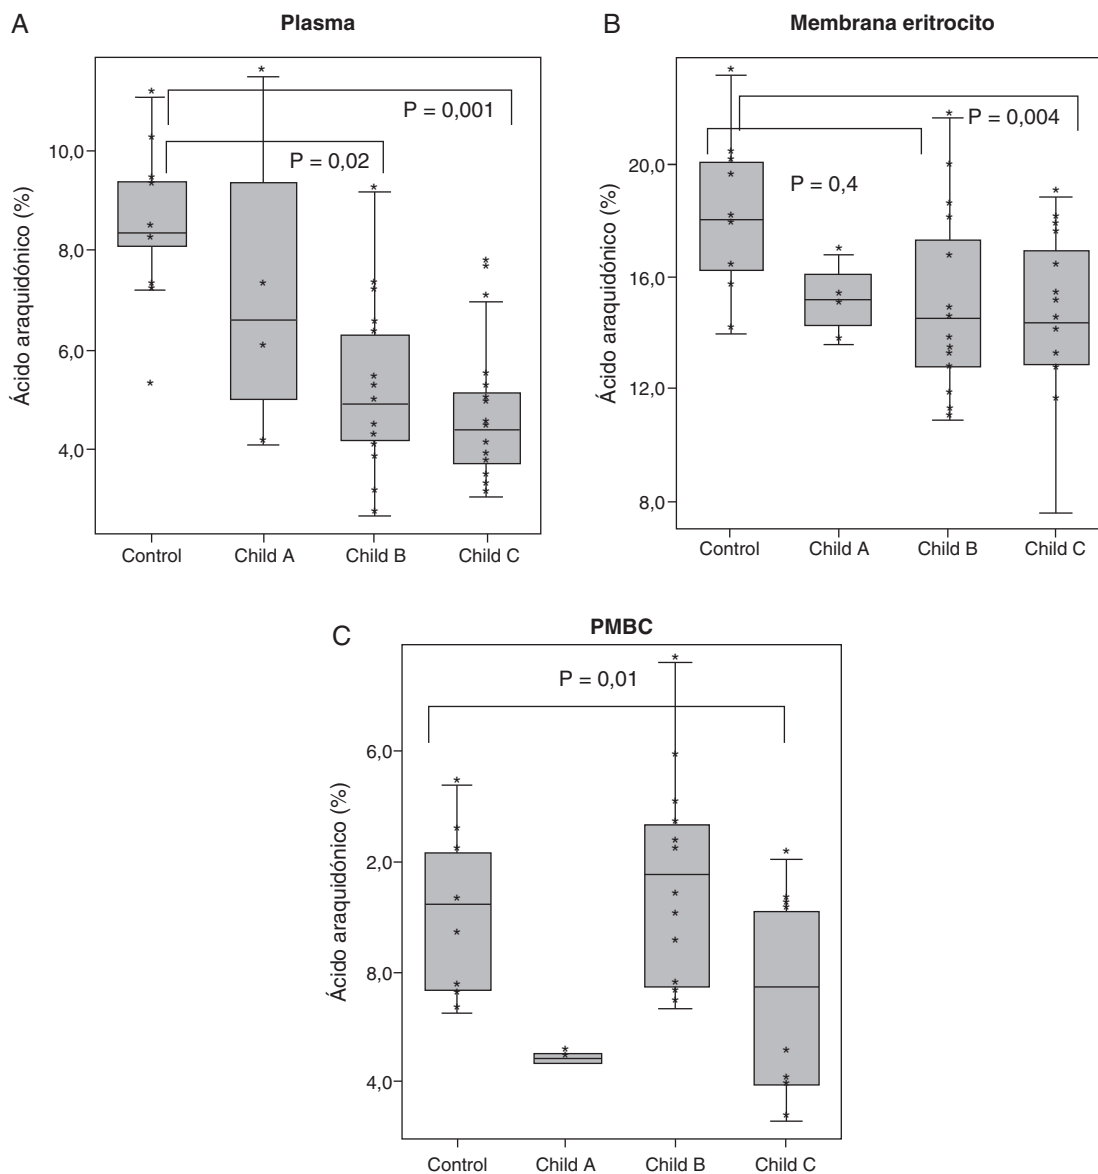 A
Plasma
P = 0,001
P = 0,02
10,0
8,0
6,0
4,0
Ácido araquidónico (%)
Control Child A Child B Child C
B
Membrana eritrocito
P = 0,004
P = 0,4
20,0
16,0
12,0
8,0
Ácido araquidónico (%)
Control Child A Child B Child C
C
PMBC
P = 0,01
6,0
2,0
8,0
4,0
Ácido araquidónico (%)
Control Child A Child B Child C